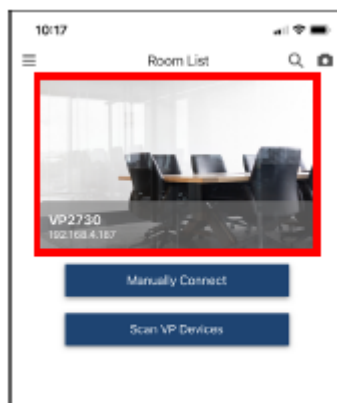 10:17
Room List
VP2730
192.168.4.167
Manually Connect
Scan VP Devices